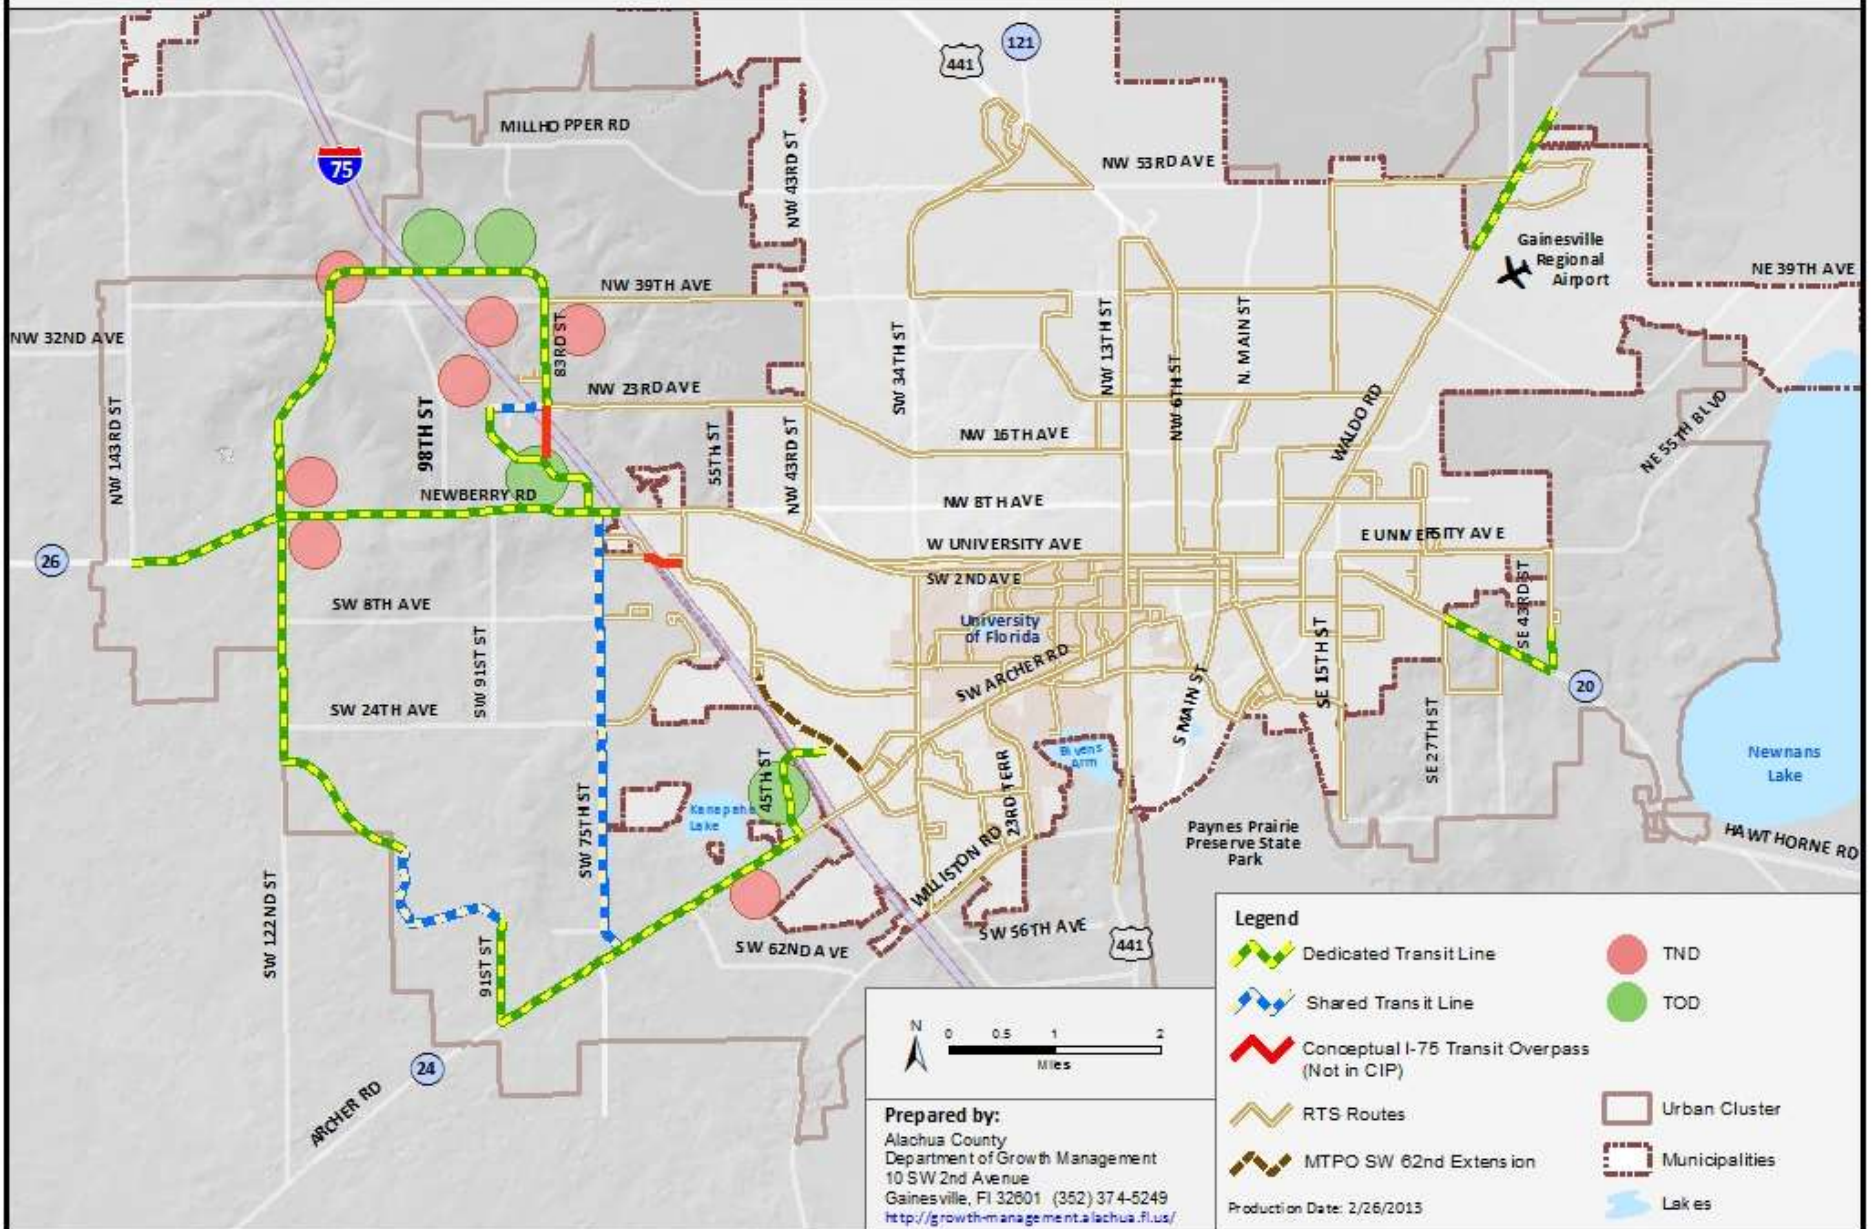 121
441
MILLHOPPER RD
NW 43RD ST
NW 53RD AVE
75
Gainesville
Regional
Airport
NE 39TH AVE
NW 39TH AVE
NW 32ND AVE
83RD ST
SW 34TH ST
NW 13TH ST
NW 6TH ST
N. MAIN ST
NW 23RD AVE
WALDO RD
NE 55TH BLVD
NW 143RD ST
98TH ST
55TH ST
NW 43RD ST
NW 16TH AVE
NEWBERRY RD
NW 8TH AVE
E UNIVERSITY AVE
W UNIVERSITY AVE
26
SW 2ND AVE
SE 43RD ST
SW 8TH AVE
University
of Florida
SW 91ST ST
SW ARCHER RD
SE 15TH ST
20
SW 24TH AVE
S MAIN ST
SE 27TH ST
Bivens
Arm
Newnans
Lake
45TH ST
23RD TERR
SW 75TH ST
Kanapaha
Lake
Paynes Prairie
Preserve State
Park
HAWTHORNE RD
WILLISTON RD
SW 122ND ST
91ST ST
SW 62ND AVE
SW 56TH AVE
441
24
ARCHER RD
N
0 0.5 1 2
Miles
Prepared by:
Alachua County
Department of Growth Management
10 SW 2nd Avenue
Gainesville, Fl 32601 (352) 374-5249
http://growth-management.alachua.fl.us/
Legend
Dedicated Transit Line
Shared Transit Line
Conceptual I-75 Transit Overpass
(Not in CIP)
RTS Routes
MTPO SW 62nd Extension
Production Date: 2/26/2013
TND
TOD
Urban Cluster
Municipalities
Lakes